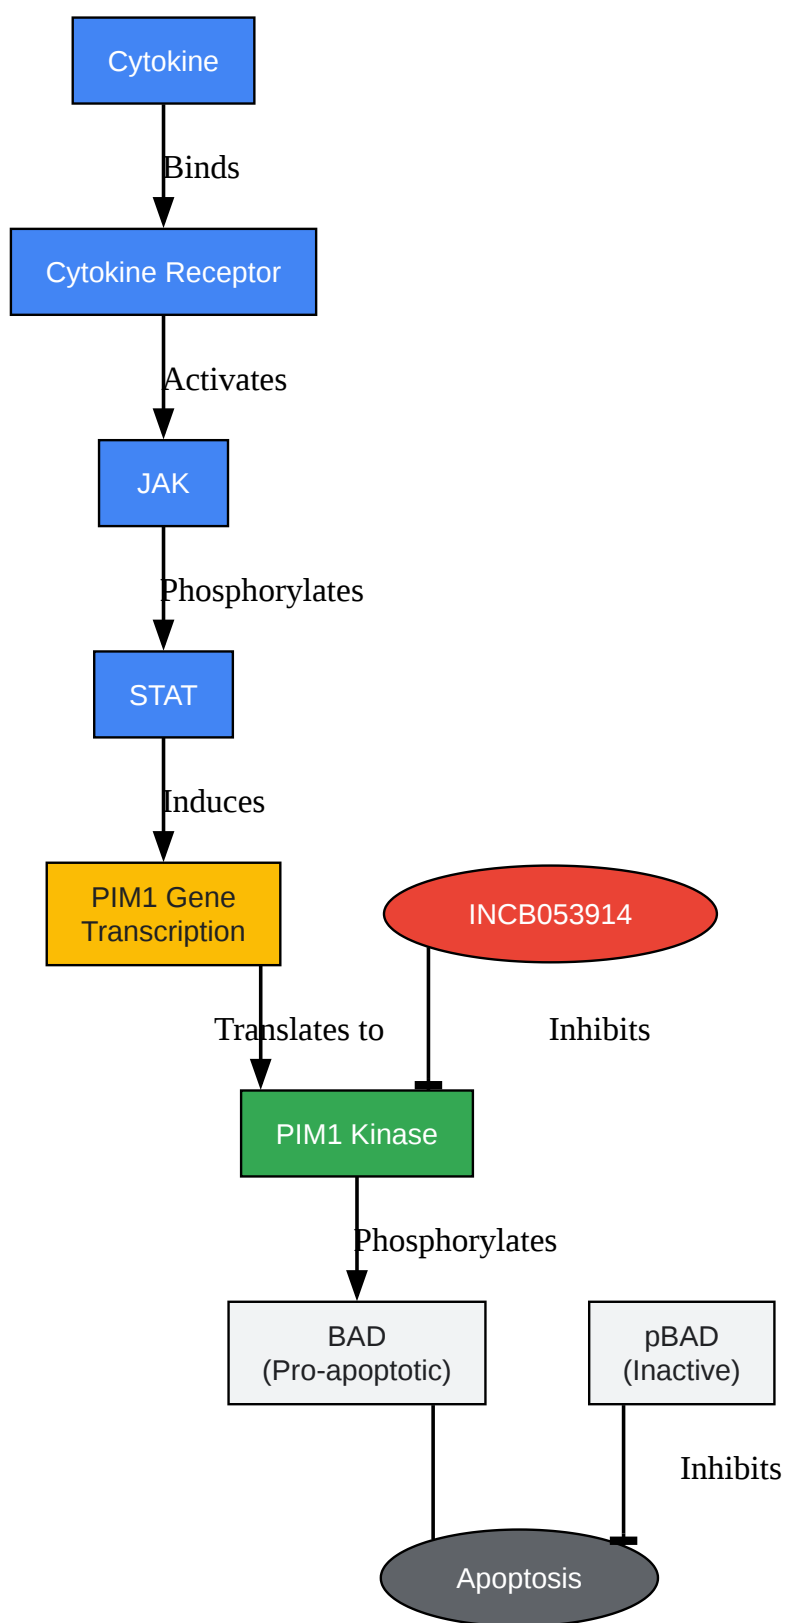 Cytokine
Binds
Cytokine Receptor
Activates
JAK
Phosphorylates
STAT
Induces
PIM1 Gene
Transcription
INCB053914
Translates to
Inhibits
PIM1 Kinase
Phosphorylates
BAD
(Pro-apoptotic)
pBAD
(Inactive)
Inhibits
Apoptosis